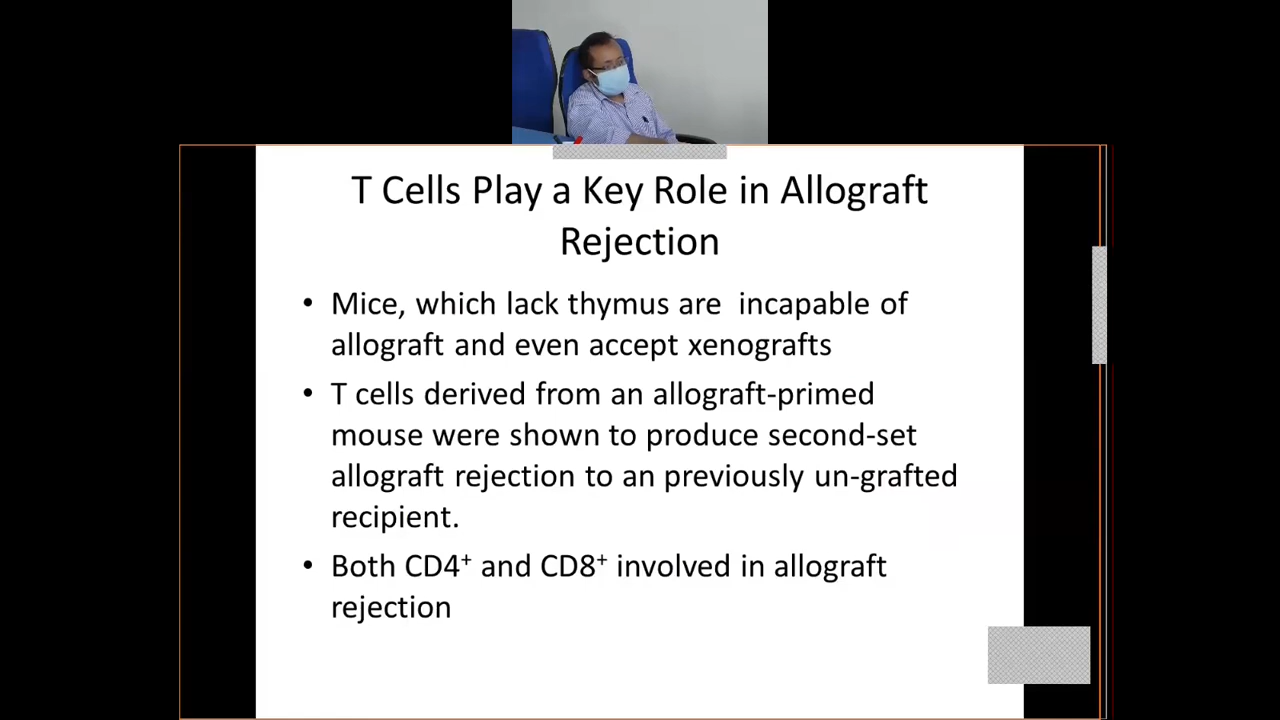 T Cells Play a Key Role in Allograft
Rejection
• Mice, which lack thymus are incapable of
allograft and even accept xenografts
• T cells derived from an allograft-primed
mouse were shown to produce second-set
allograft rejection to an previously un-grafted
recipient.
• Both CD4⁺ and CD8⁺ involved in allograft
rejection